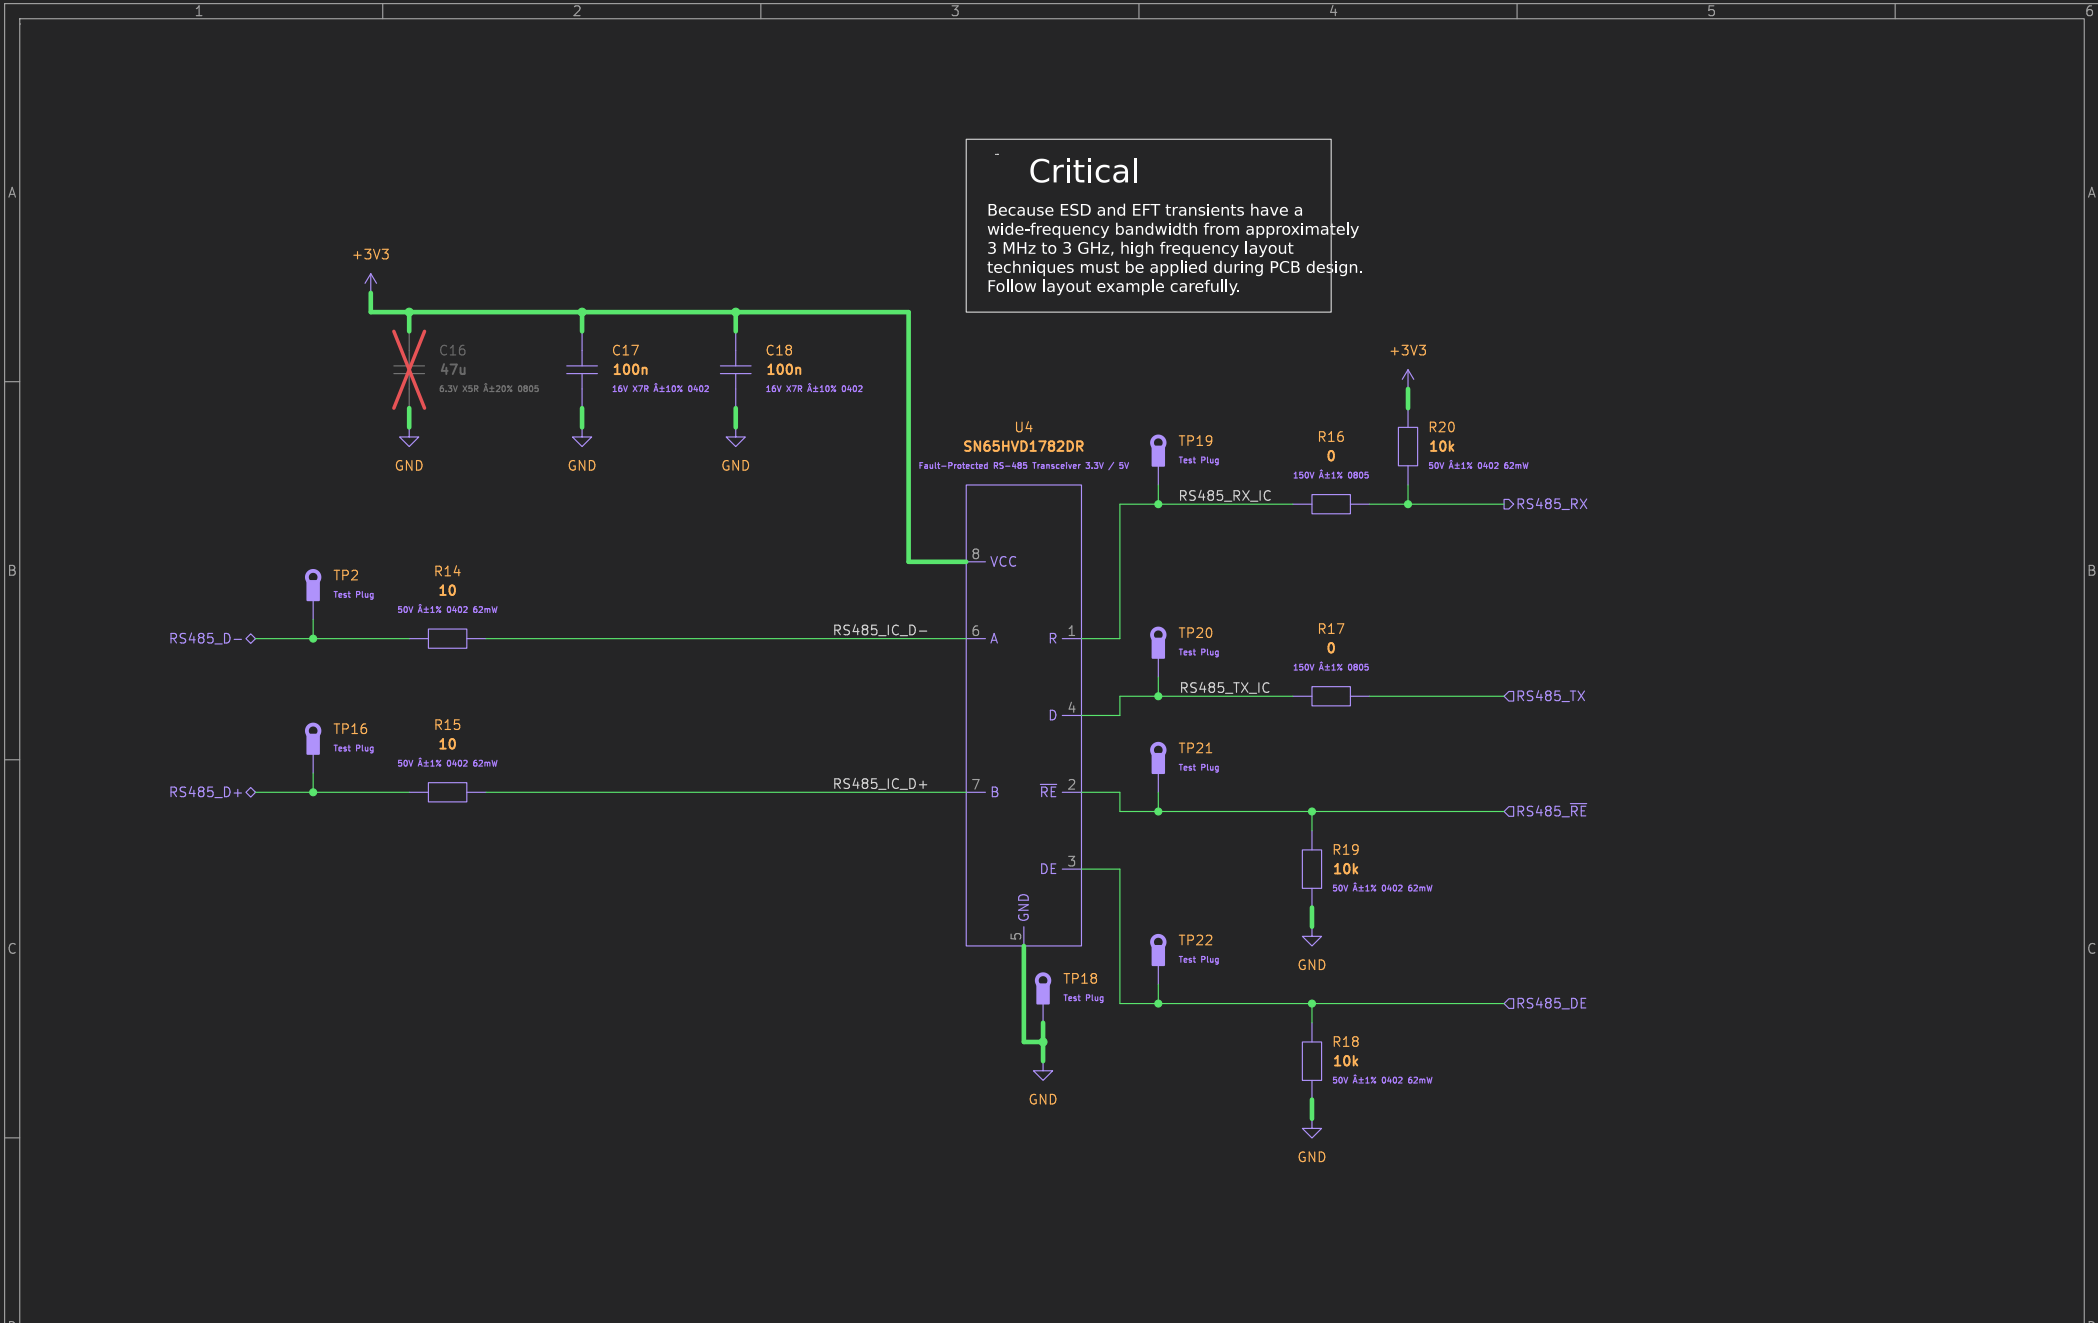 1 2 3 4 5 6
A A
B B
C C
-
Critical
Because ESD and EFT transients have a
wide-frequency bandwidth from approximately
3 MHz to 3 GHz, high frequency layout
techniques must be applied during PCB design.
Follow layout example carefully.
+3V3
C16
47u
6.3V X5R Â±20% 0805
GND
C17
100n
16V X7R Â±10% 0402
GND
C18
100n
16V X7R Â±10% 0402
GND
U4
SN65HVD1782DR
Fault-Protected RS-485 Transceiver 3.3V / 5V
8 VCC
6 A
7 B
R 1
D 4
RE 2
DE 3
GND 5
TP2
Test Plug
R14
10
50V Â±1% 0402 62mW
RS485_D-
RS485_IC_D-
TP16
Test Plug
R15
10
50V Â±1% 0402 62mW
RS485_D+
RS485_IC_D+
TP18
Test Plug
GND
TP19
Test Plug
RS485_RX_IC
R16
0
150V Â±1% 0805
+3V3
R20
10k
50V Â±1% 0402 62mW
RS485_RX
TP20
Test Plug
RS485_TX_IC
R17
0
150V Â±1% 0805
RS485_TX
TP21
Test Plug
RS485_RE
R19
10k
50V Â±1% 0402 62mW
GND
TP22
Test Plug
RS485_DE
R18
10k
50V Â±1% 0402 62mW
GND